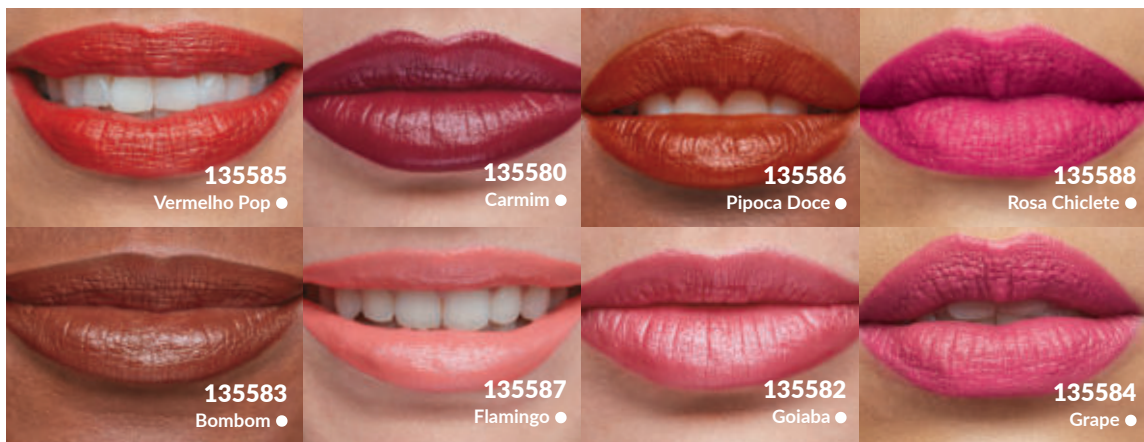 135585
Vermelho Pop ●
135580
Carmim ●
135586
Pipoca Doce ●
135588
Rosa Chiclete ●
135583
Bombom ●
135587
Flamingo ●
135582
Goiaba ●
135584
Grape ●